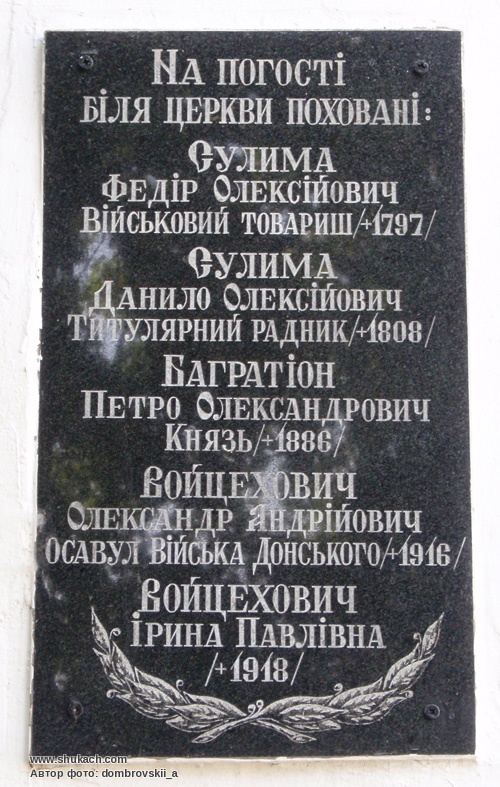 На погості
біля церкви поховані:
Сулима
Федір Олексійович
Військовий товариш/+1797/
Сулима
Данило Олексійович
Титулярний радник/+1808/
Багратіон
Петро Олександрович
Князь/+1886/
Войцехович
Олександр Андрійович
Осавул Війська Донського/+1916/
Войцехович
Ірина Павлівна
/+1918/
www.shukach.com
Автор фото: dombrovskii_a